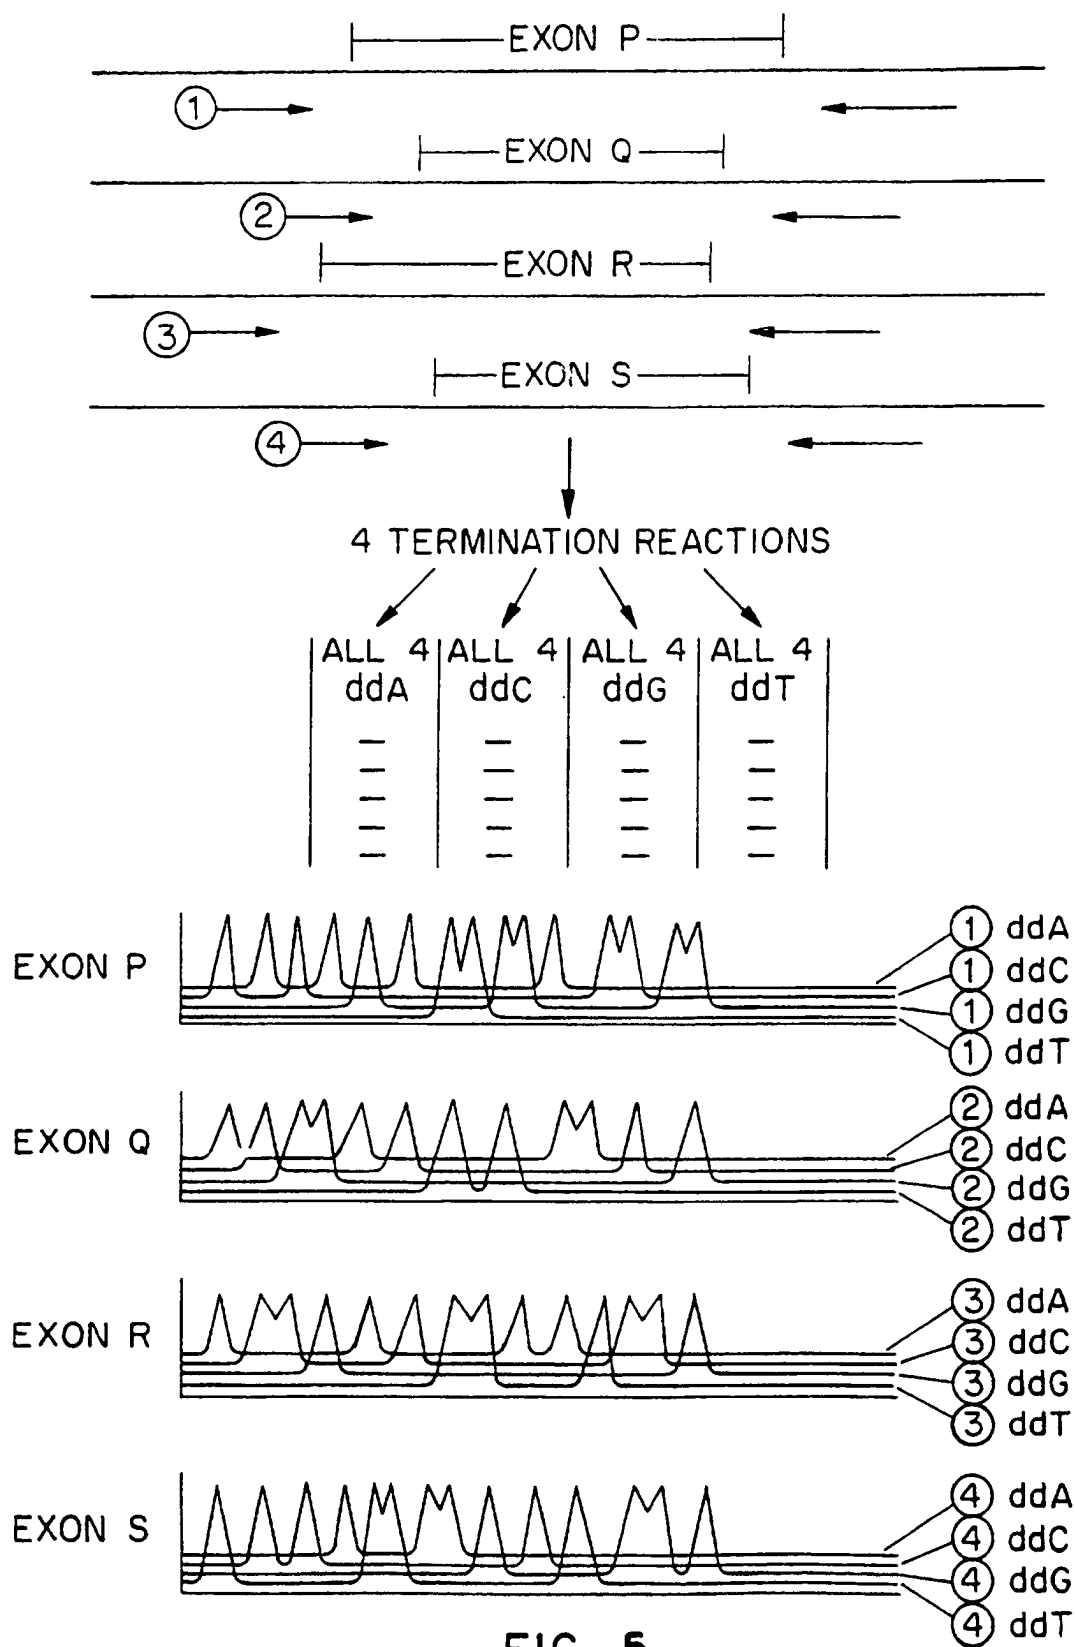 EXON P
1
EXON Q
2
EXON R
3
EXON S
4
4 TERMINATION REACTIONS
ALL 4 ALL 4 ALL 4 ALL 4
ddA ddC ddG ddT
EXON P
1 ddA
1 ddC
1 ddG
1 ddT
EXON Q
2 ddA
2 ddC
2 ddG
2 ddT
EXON R
3 ddA
3 ddC
3 ddG
3 ddT
EXON S
4 ddA
4 ddC
4 ddG
4 ddT
FIG. 5